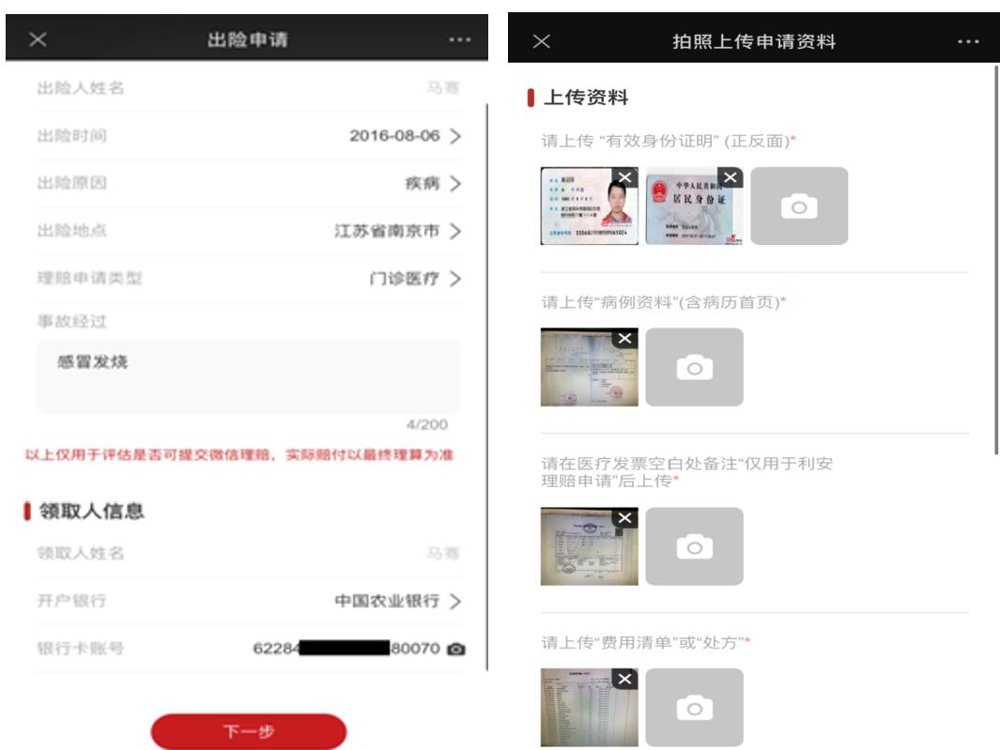 出险申请
出险人姓名 马骞
出险时间 2016-08-06
出险原因 疾病
出险地点 江苏省南京市
理赔申请类型 门诊医疗
事故经过
感冒发烧
4/200
以上仅用于评估是否可提交微信理赔，实际赔付以最终理算为准
领取人信息
领取人姓名 马骞
开户银行 中国农业银行
银行卡账号 62284 80070
下一步
拍照上传申请资料
上传资料
请上传 “有效身份证明” (正反面)*
中华人民共和国
居民身份证
请上传“病例资料”(含病历首页)*
请在医疗发票空白处备注“仅用于利安
理赔申请”后上传*
请上传“费用清单”或“处方”*